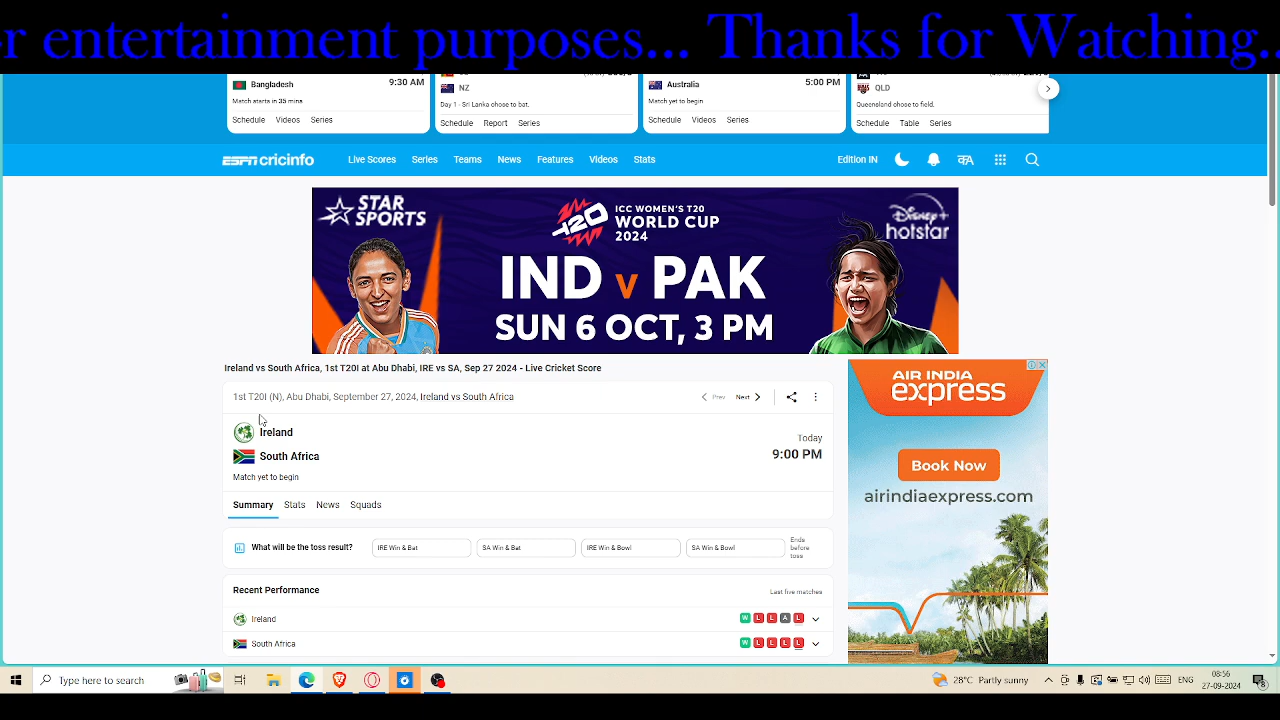 r entertainment purposes... Thanks for Watching..
Bangladesh 9:30 AM
Match starts in 35 mins
Schedule Videos Series
NZ
Day 1 - Sri Lanka chose to bat.
Schedule Report Series
Australia 5:00 PM
Match yet to begin
Schedule Videos Series
QLD
Queensland chose to field.
Schedule Table Series
ESPN cricinfo Live Scores Series Teams News Features Videos Stats Edition IN
STAR SPORTS
T20
ICC WOMEN'S T20
WORLD CUP
2024
Disney+
hotstar
IND v PAK
SUN 6 OCT, 3 PM
Ireland vs South Africa, 1st T20I at Abu Dhabi, IRE vs SA, Sep 27 2024 - Live Cricket Score
1st T20I (N), Abu Dhabi, September 27, 2024, Ireland vs South Africa Prev Next
Ireland
South Africa
Today
9:00 PM
Match yet to begin
Summary Stats News Squads
What will be the toss result? IRE Win & Bat SA Win & Bat IRE Win & Bowl SA Win & Bowl Ends before toss
Recent Performance Last five matches
Ireland W L L A L
South Africa W L L L L
AIR INDIA
express
Book Now
airindiaexpress.com
Type here to search 28°C Partly sunny ENG 08:56
27-09-2024 8